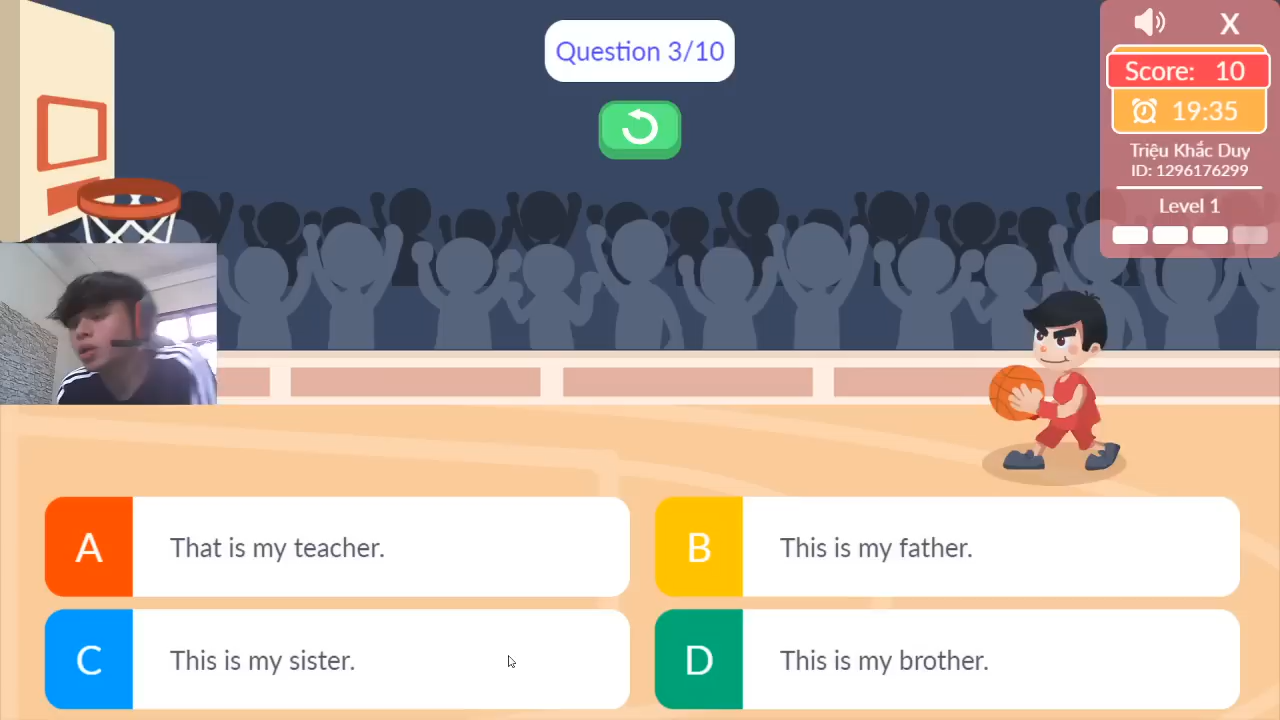 Question 3/10
X
Score: 10
19:35
Triệu Khắc Duy
ID: 1296176299
Level 1
A That is my teacher.
B This is my father.
C This is my sister.
D This is my brother.